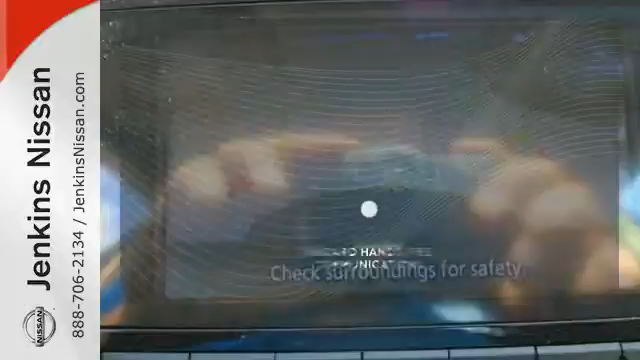 Jenkins Nissan
888-706-2134 / JenkinsNissan.com
NISSAN
Check surroundings for safety